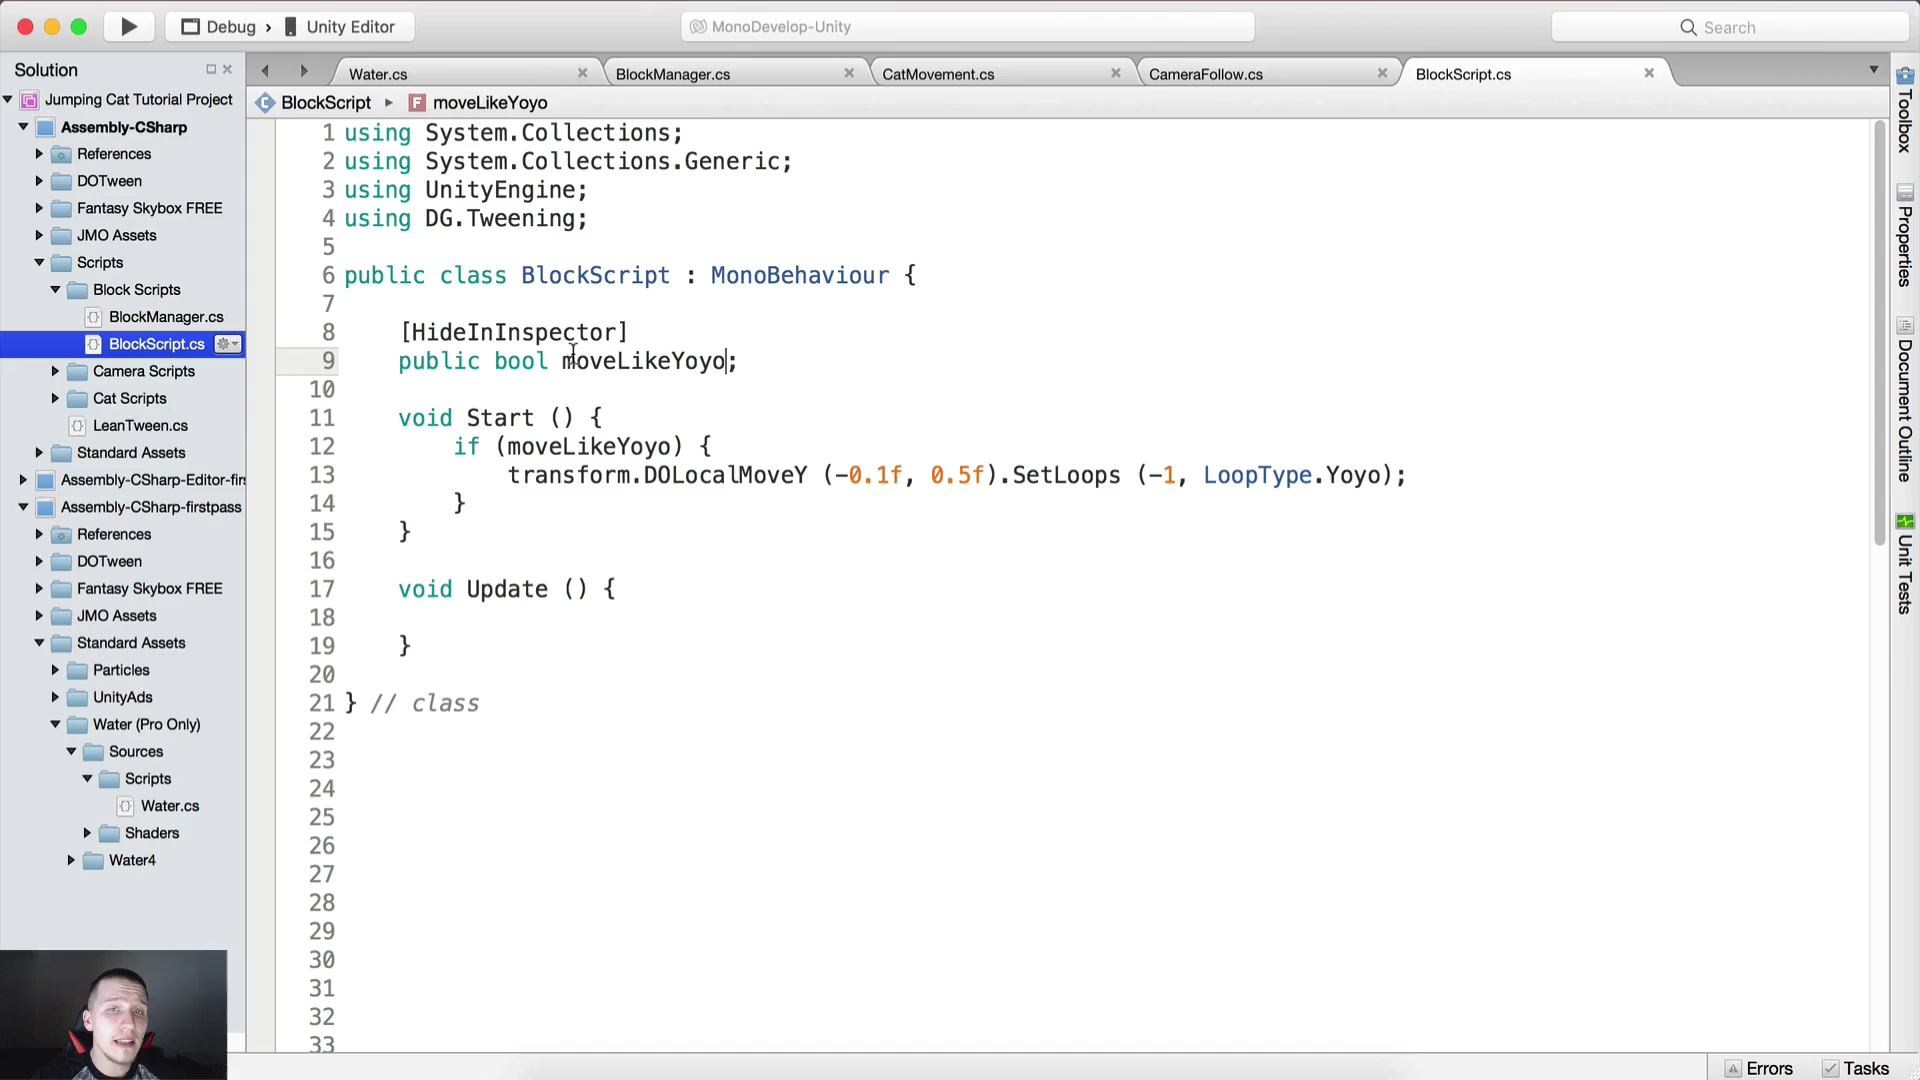 Debug › Unity Editor
MonoDevelop-Unity
Search
Solution
Jumping Cat Tutorial Project
Assembly-CSharp
References
DOTween
Fantasy Skybox FREE
JMO Assets
Scripts
Block Scripts
BlockManager.cs
BlockScript.cs
Camera Scripts
Cat Scripts
LeanTween.cs
Standard Assets
Assembly-CSharp-Editor-firs
Assembly-CSharp-firstpass
References
DOTween
Fantasy Skybox FREE
JMO Assets
Standard Assets
Particles
UnityAds
Water (Pro Only)
Sources
Scripts
Water.cs
Shaders
Water4
Water.cs
BlockManager.cs
CatMovement.cs
CameraFollow.cs
BlockScript.cs
BlockScript ▸ F moveLikeYoyo
1 using System.Collections;
2 using System.Collections.Generic;
3 using UnityEngine;
4 using DG.Tweening;
5
6 public class BlockScript : MonoBehaviour {
7
8 [HideInInspector]
9 public bool moveLikeYoyo;
10
11 void Start () {
12 if (moveLikeYoyo) {
13 transform.DOLocalMoveY (-0.1f, 0.5f).SetLoops (-1, LoopType.Yoyo);
14 }
15 }
16
17 void Update () {
18
19 }
20
21 } // class
22
23
24
25
26
27
28
29
30
31
32
33
Toolbox
Properties
Document Outline
Unit Tests
Errors
Tasks